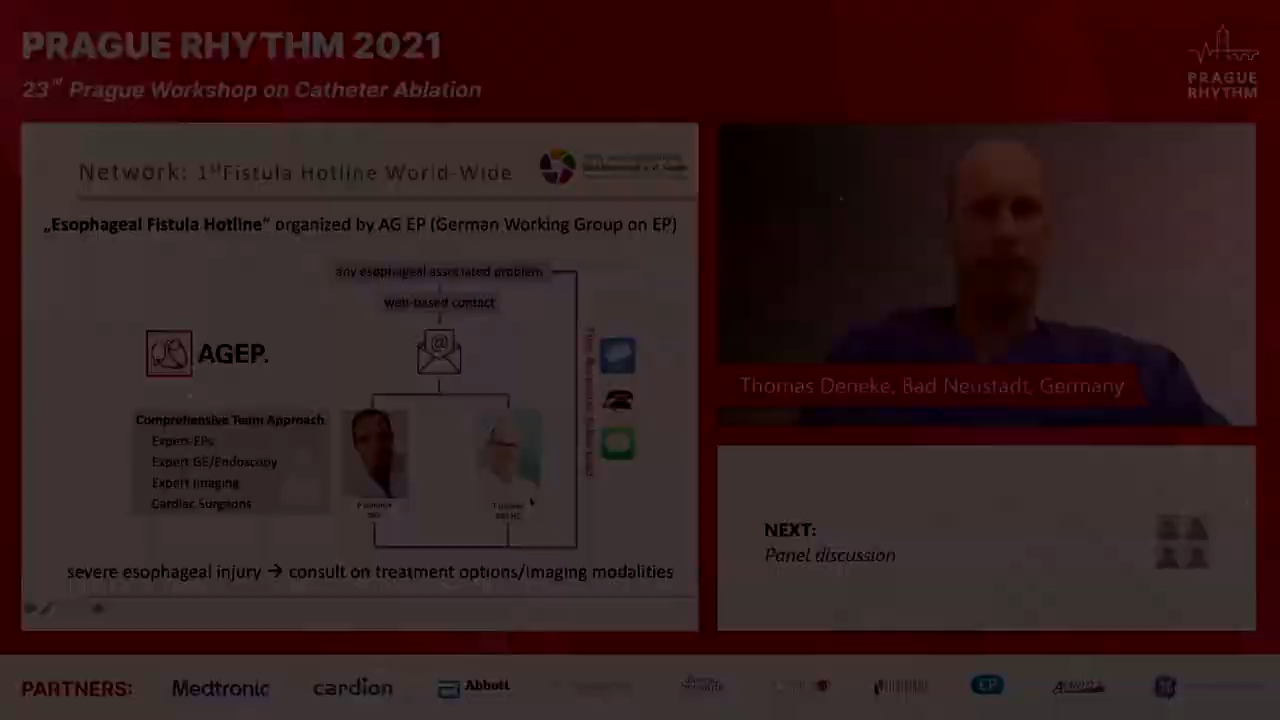 PRAGUE RHYTHM 2021
23rd Prague Workshop on Catheter Ablation
PRAGUE
RHYTHM
Network: 1st Fistula Hotline World-Wide
„Esophageal Fistula Hotline“ organized by AG EP (German Working Group on EP)
any esophageal associated problem
web-based contact
@
AGEP.
Comprehensive Team Approach
Expert EPs
Expert GE/Endoscopy
Expert Imaging
Cardiac Surgeons
severe esophageal injury → consult on treatment options/imaging modalities
Thomas Deneke, Bad Neustadt, Germany
NEXT:
Panel discussion
PARTNERS:
Medtronic
cardion
Abbott
EP